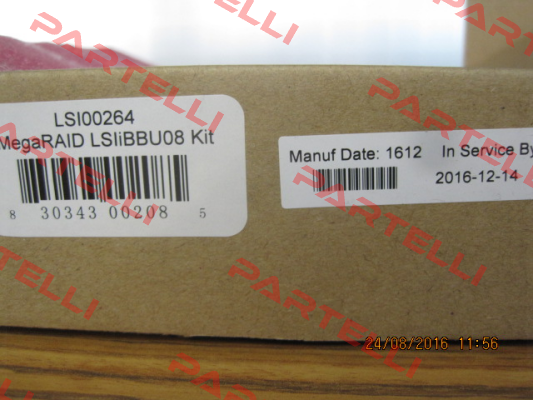 LSI00264
MegaRAID LSIiBBU08 Kit
8 30343 00208 5
Manuf Date: 1612 In Service By
2016-12-14
24/08/2016 11:56
PARTELLI
PARTELLI
PARTELLI
PARTELLI
PARTELLI
PARTELLI